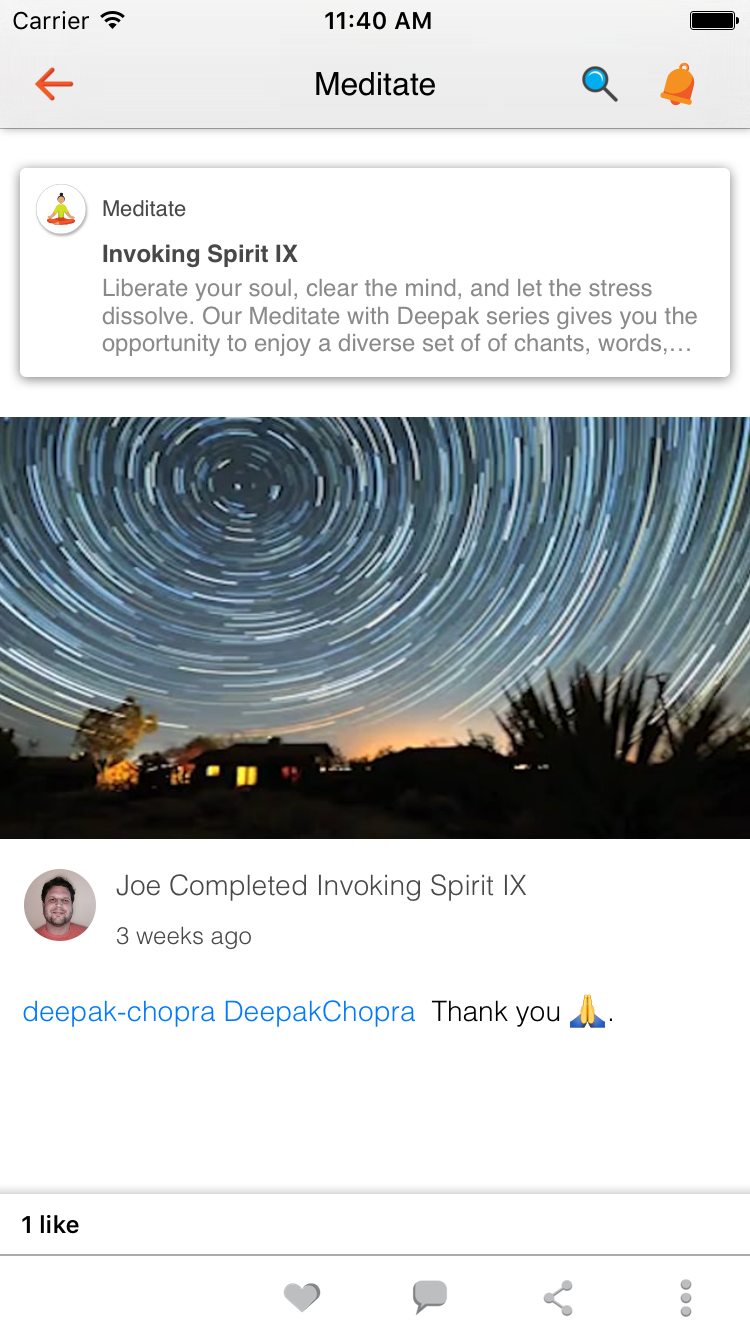 Carrier 11:40 AM
Meditate
Meditate
Invoking Spirit IX
Liberate your soul, clear the mind, and let the stress
dissolve. Our Meditate with Deepak series gives you the
opportunity to enjoy a diverse set of of chants, words,…
Joe Completed Invoking Spirit IX
3 weeks ago
deepak-chopra DeepakChopra Thank you 🙏.
1 like